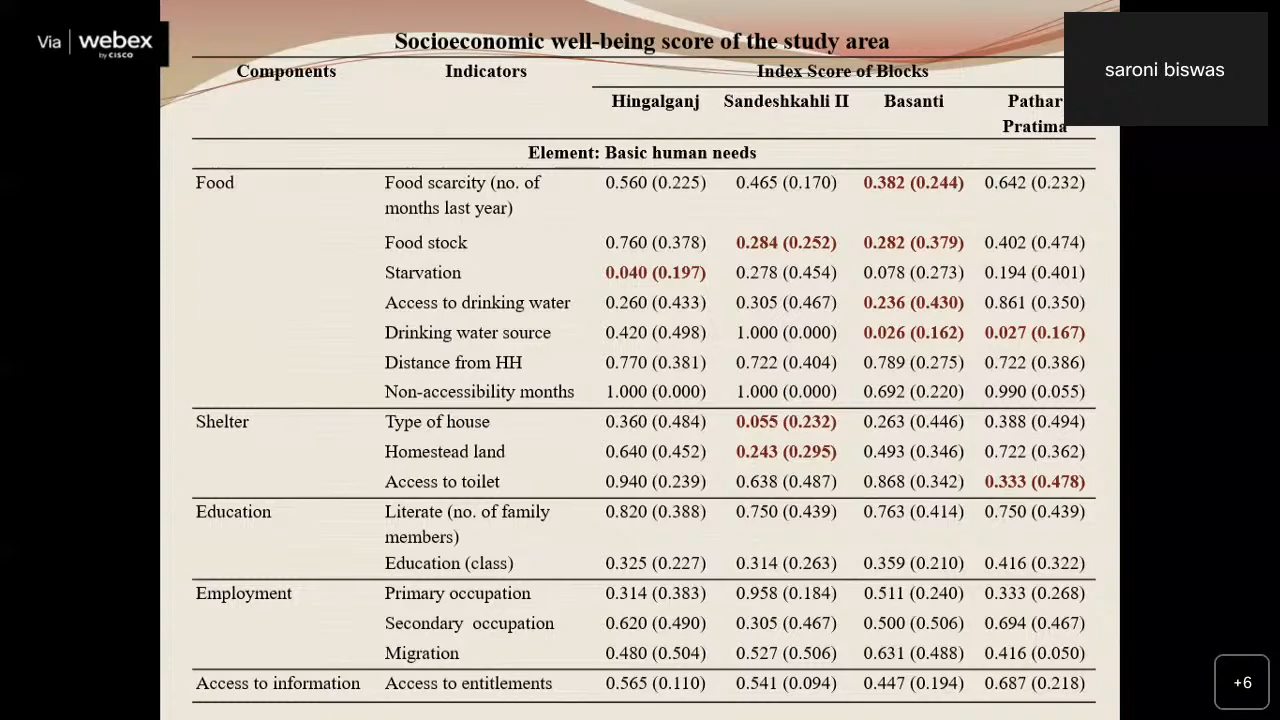 Via | webex
by CISCO
saroni biswas
Socioeconomic well-being score of the study area
Components Indicators Index Score of Blocks
Hingalganj Sandeshkahli II Basanti Pathar
Pratima
Element: Basic human needs
Food Food scarcity (no. of 0.560 (0.225) 0.465 (0.170) 0.382 (0.244) 0.642 (0.232)
months last year)
Food stock 0.760 (0.378) 0.284 (0.252) 0.282 (0.379) 0.402 (0.474)
Starvation 0.040 (0.197) 0.278 (0.454) 0.078 (0.273) 0.194 (0.401)
Access to drinking water 0.260 (0.433) 0.305 (0.467) 0.236 (0.430) 0.861 (0.350)
Drinking water source 0.420 (0.498) 1.000 (0.000) 0.026 (0.162) 0.027 (0.167)
Distance from HH 0.770 (0.381) 0.722 (0.404) 0.789 (0.275) 0.722 (0.386)
Non-accessibility months 1.000 (0.000) 1.000 (0.000) 0.692 (0.220) 0.990 (0.055)
Shelter Type of house 0.360 (0.484) 0.055 (0.232) 0.263 (0.446) 0.388 (0.494)
Homestead land 0.640 (0.452) 0.243 (0.295) 0.493 (0.346) 0.722 (0.362)
Access to toilet 0.940 (0.239) 0.638 (0.487) 0.868 (0.342) 0.333 (0.478)
Education Literate (no. of family 0.820 (0.388) 0.750 (0.439) 0.763 (0.414) 0.750 (0.439)
members)
Education (class) 0.325 (0.227) 0.314 (0.263) 0.359 (0.210) 0.416 (0.322)
Employment Primary occupation 0.314 (0.383) 0.958 (0.184) 0.511 (0.240) 0.333 (0.268)
Secondary occupation 0.620 (0.490) 0.305 (0.467) 0.500 (0.506) 0.694 (0.467)
Migration 0.480 (0.504) 0.527 (0.506) 0.631 (0.488) 0.416 (0.050)
Access to information Access to entitlements 0.565 (0.110) 0.541 (0.094) 0.447 (0.194) 0.687 (0.218)
+6